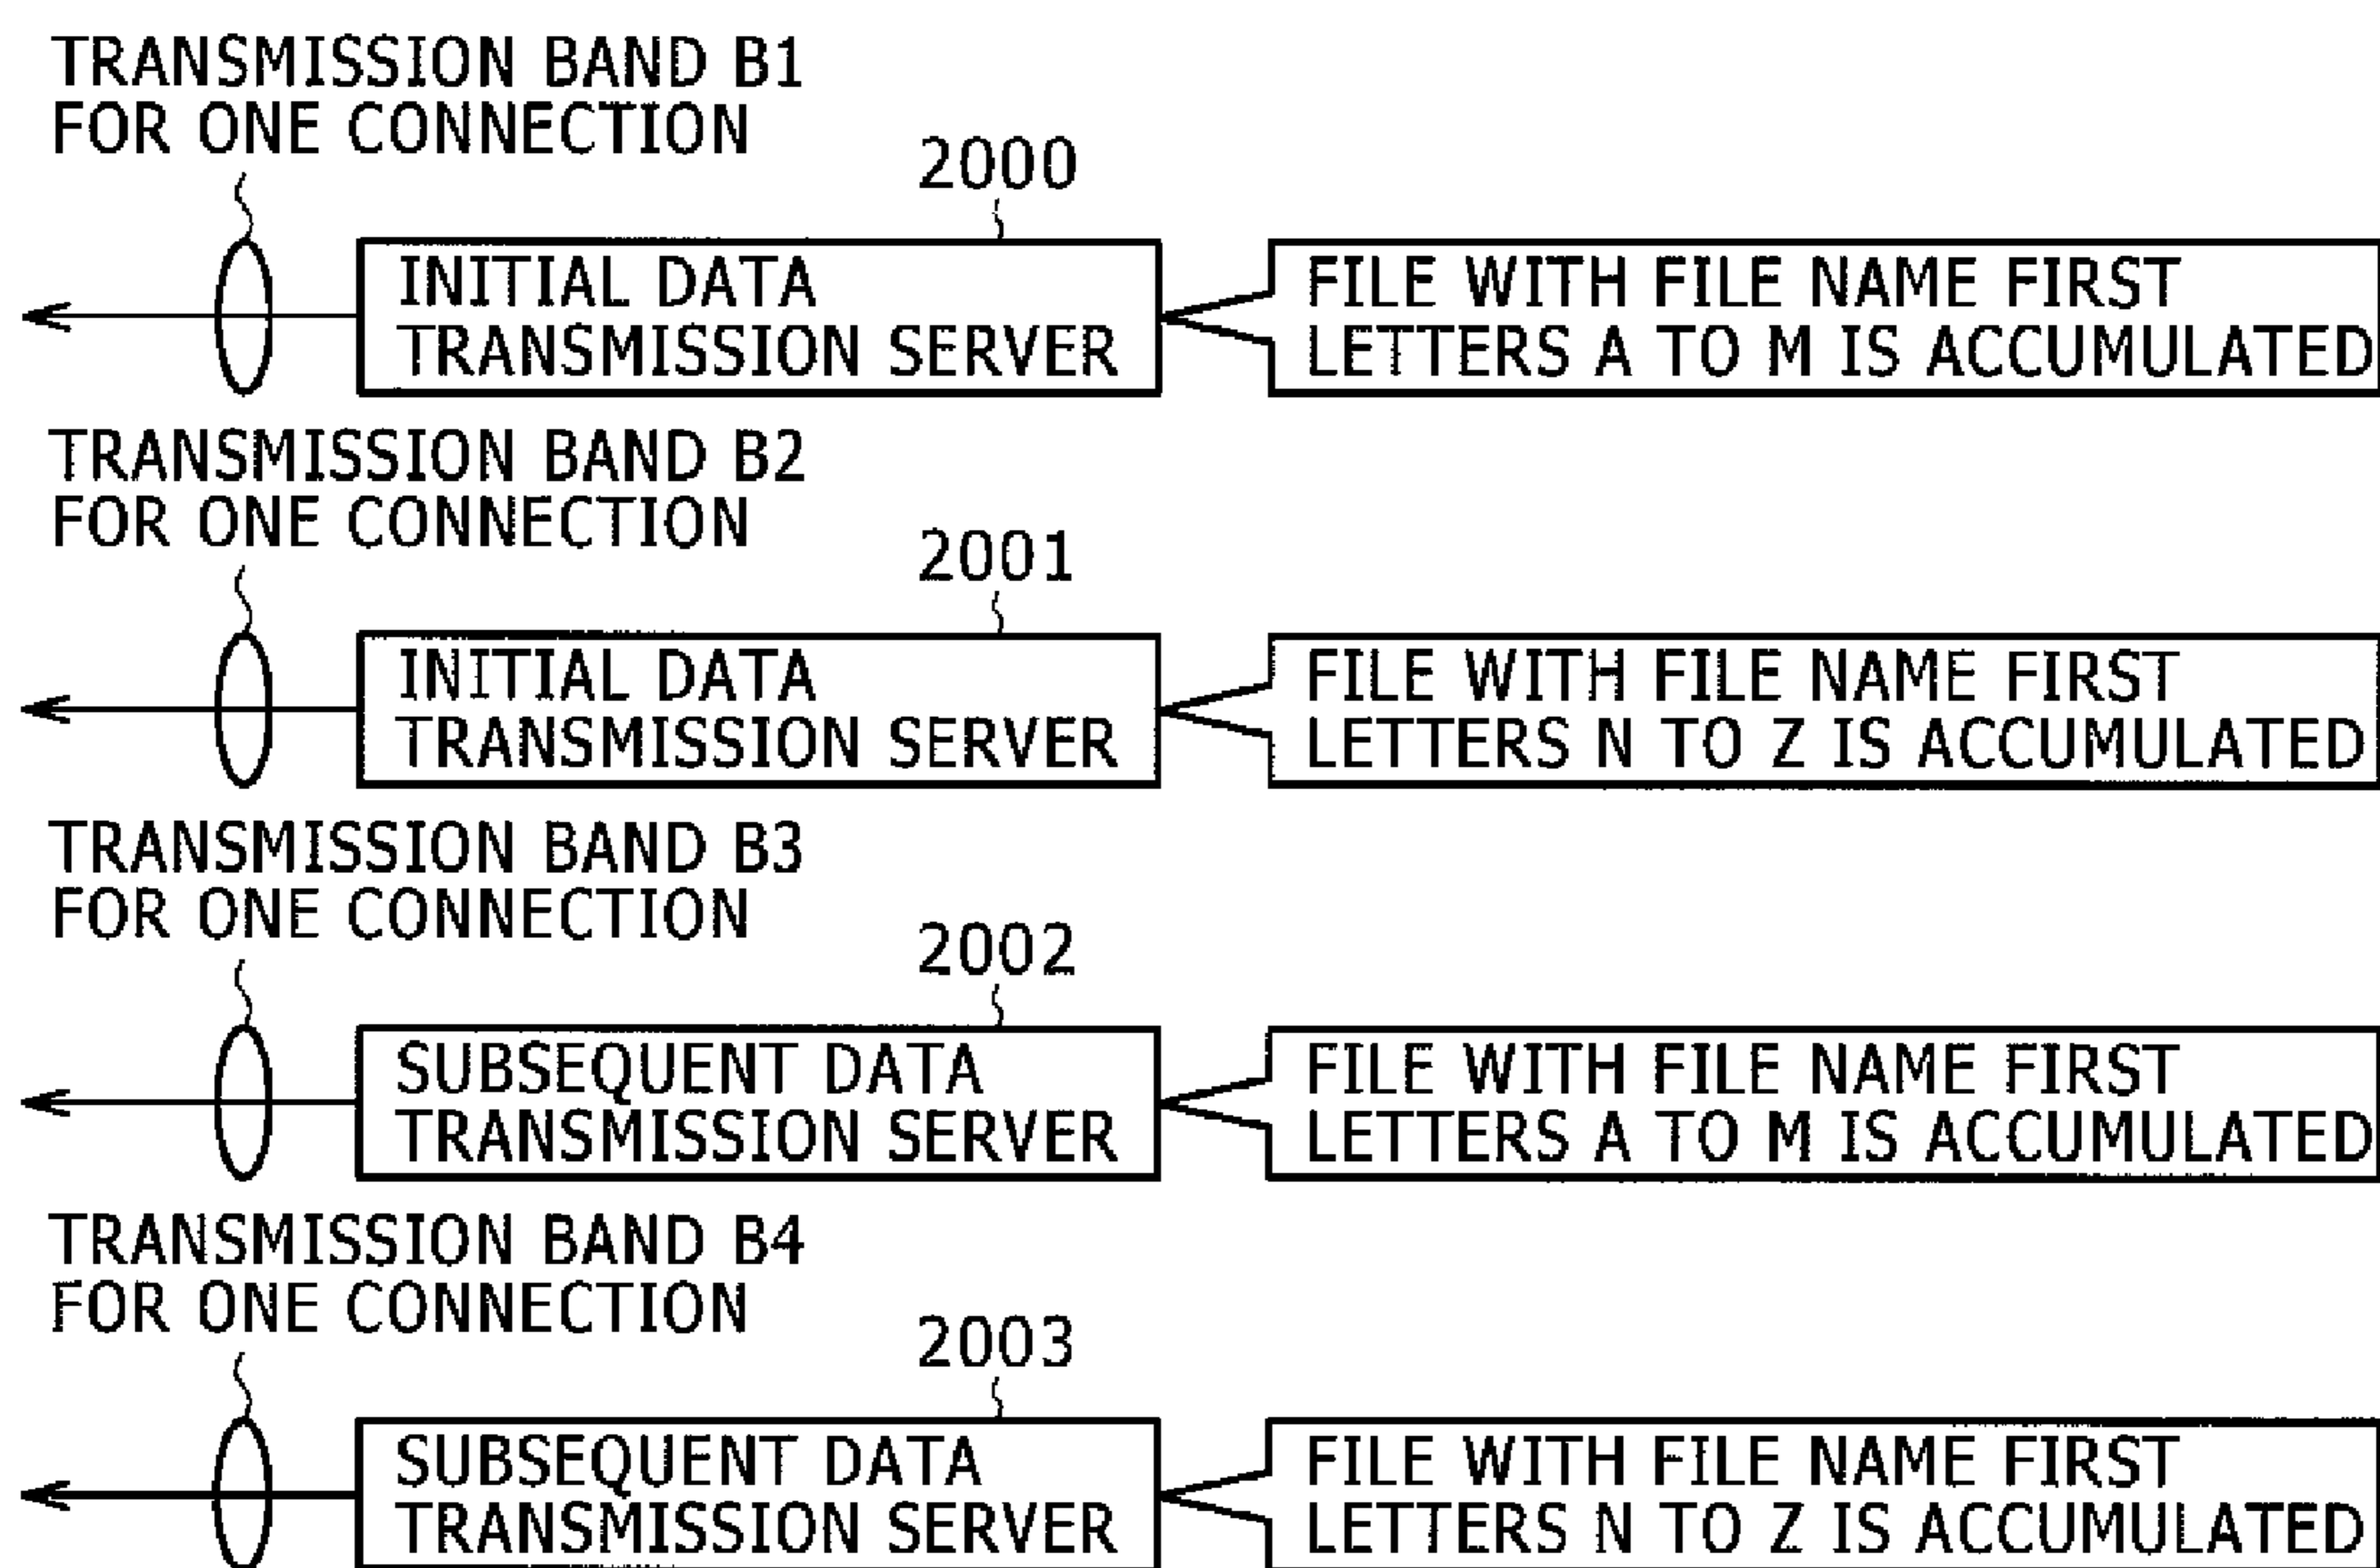 TRANSMISSION BAND B1
FOR ONE CONNECTION
2000
INITIAL DATA
TRANSMISSION SERVER
FILE WITH FILE NAME FIRST
LETTERS A TO M IS ACCUMULATED
TRANSMISSION BAND B2
FOR ONE CONNECTION
2001
INITIAL DATA
TRANSMISSION SERVER
FILE WITH FILE NAME FIRST
LETTERS N TO Z IS ACCUMULATED
TRANSMISSION BAND B3
FOR ONE CONNECTION
2002
SUBSEQUENT DATA
TRANSMISSION SERVER
FILE WITH FILE NAME FIRST
LETTERS A TO M IS ACCUMULATED
TRANSMISSION BAND B4
FOR ONE CONNECTION
2003
SUBSEQUENT DATA
TRANSMISSION SERVER
FILE WITH FILE NAME FIRST
LETTERS N TO Z IS ACCUMULATED